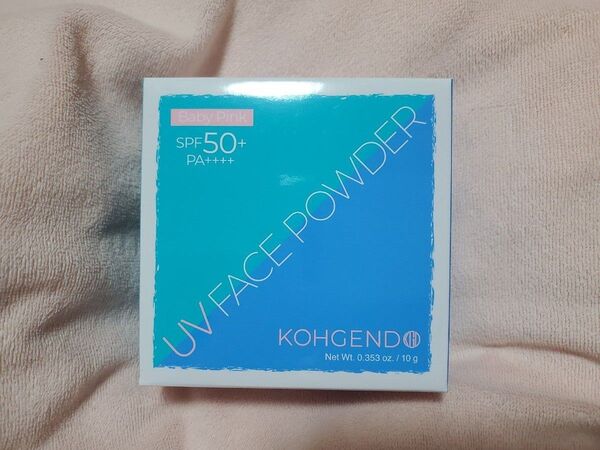 Baby Pink
SPF50+
PA++++
UV FACE POWDER
KOHGENDO
Net Wt. 0.353 oz. / 10 g